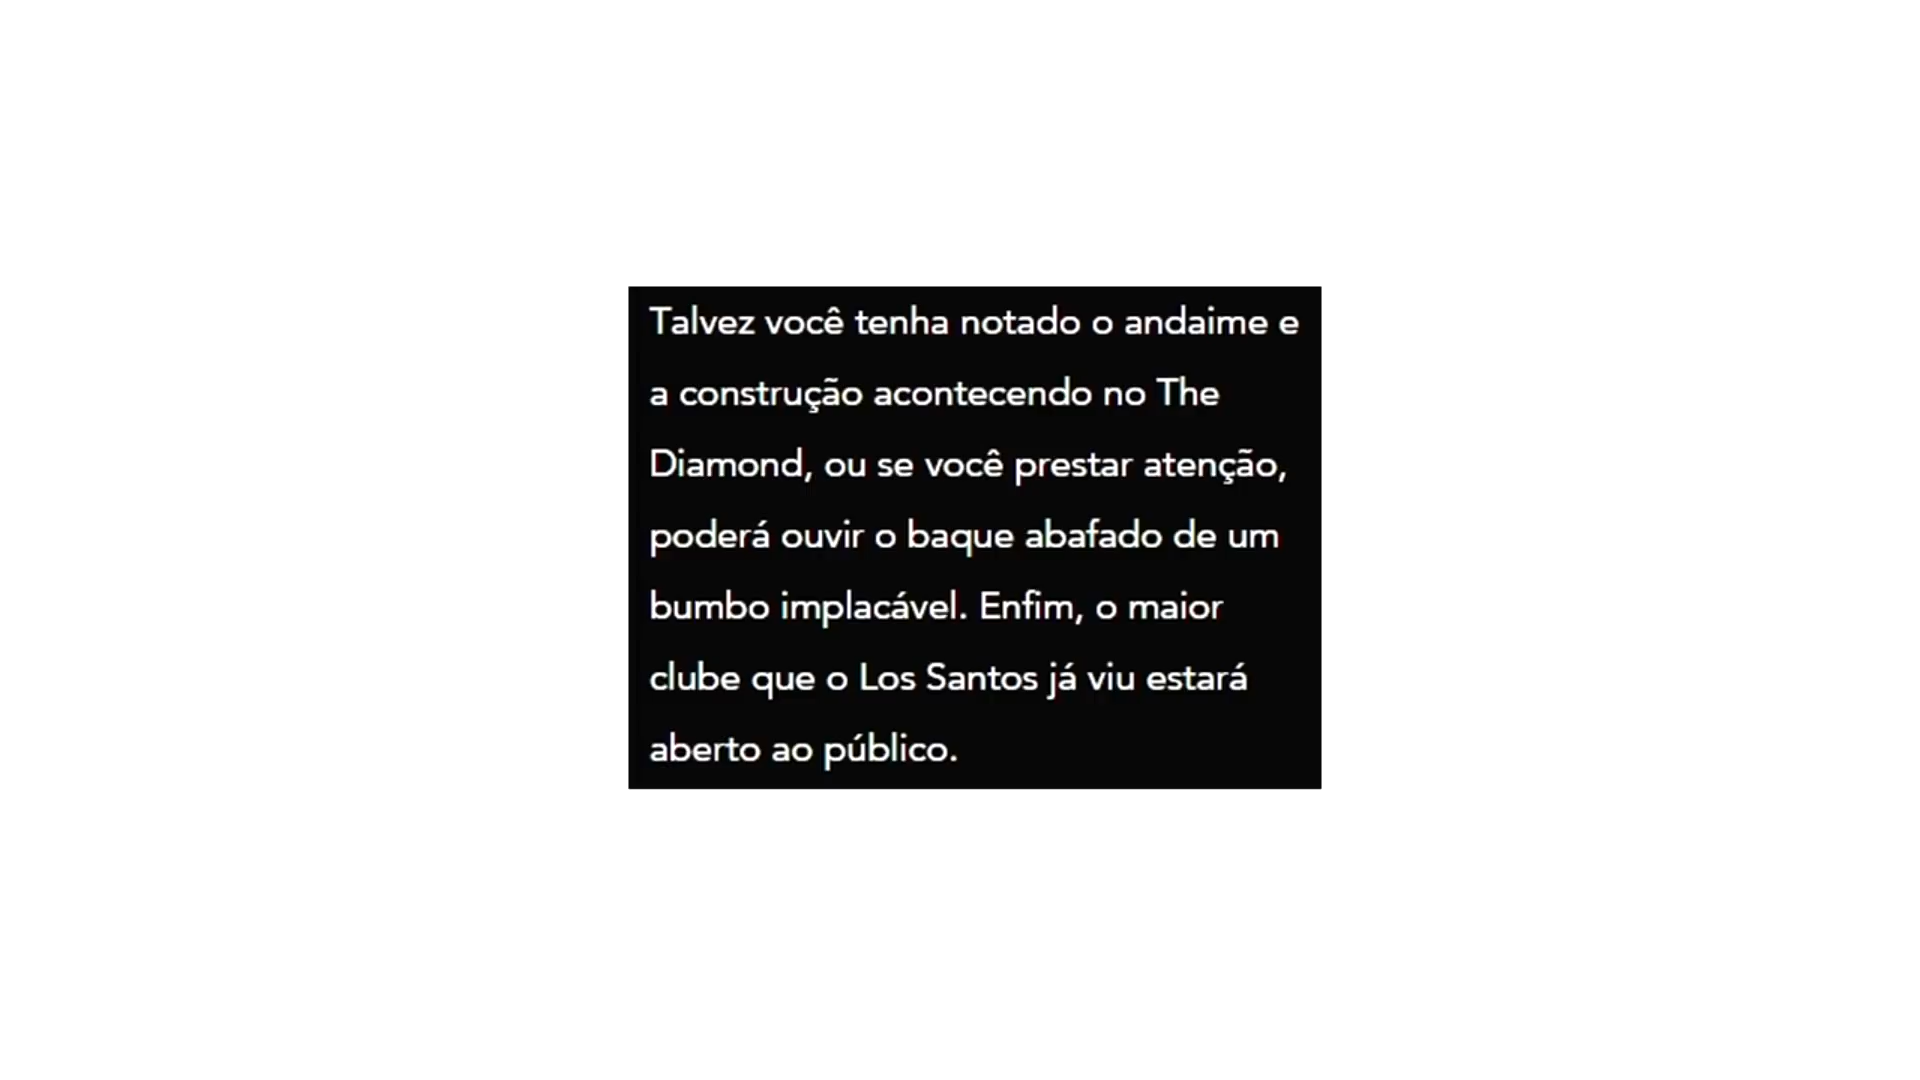 Talvez você tenha notado o andaime e
a construção acontecendo no The
Diamond, ou se você prestar atenção,
poderá ouvir o baque abafado de um
bumbo implacável. Enfim, o maior
clube que o Los Santos já viu estará
aberto ao público.